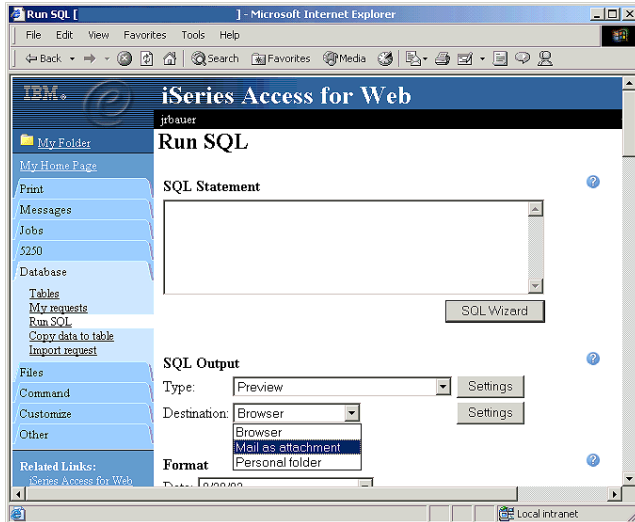 Run SQL [ ] - Microsoft Internet Explorer
File Edit View Favorites Tools Help
Back Search Favorites Media
IBM
iSeries Access for Web
jrbauer
My Folder
My Home Page
Print
Messages
Jobs
5250
Database
Tables
My requests
Run SQL
Copy data to table
Import request
Files
Command
Customize
Other
Related Links:
iSeries Access for Web
Run SQL
SQL Statement
SQL Wizard
SQL Output
Type: Preview Settings
Destination: Browser Settings
Browser
Mail as attachment
Personal folder
Format
Local intranet